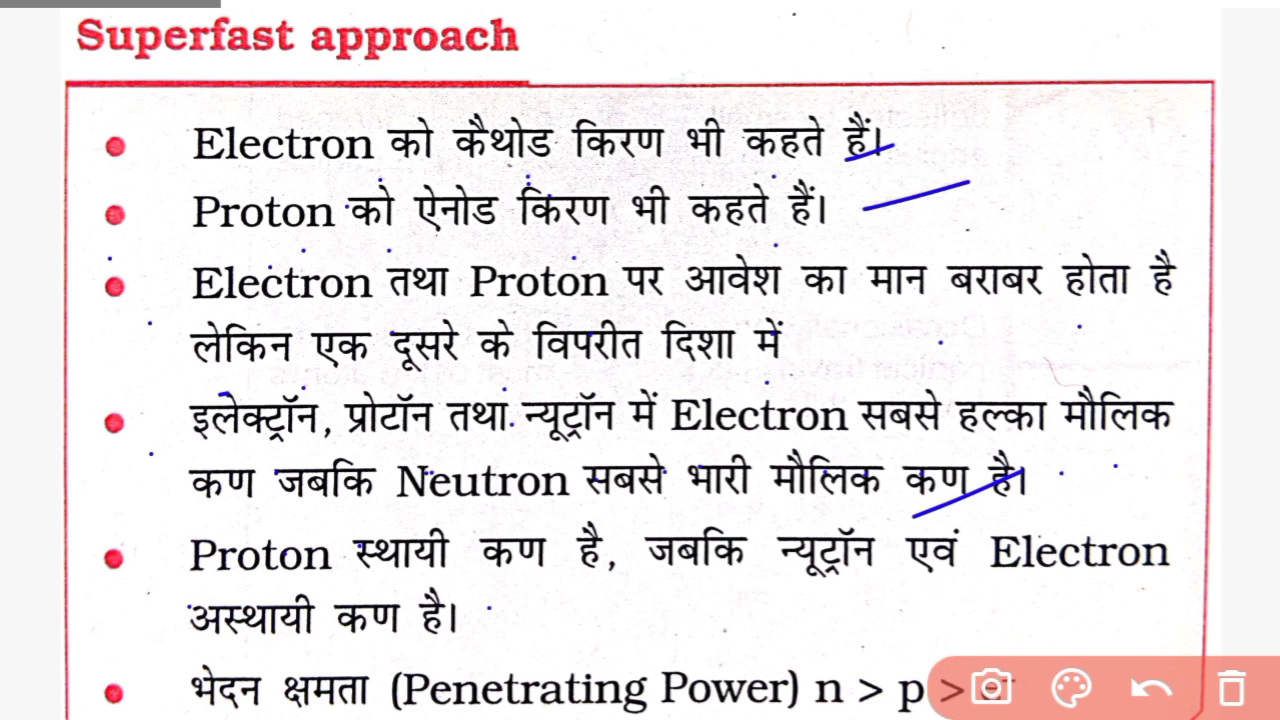 Superfast approach
Electron को कैथोड किरण भी कहते हैं।
Proton को ऐनोड किरण भी कहते हैं।
Electron तथा Proton पर आवेश का मान बराबर होता है
लेकिन एक दूसरे के विपरीत दिशा में
इलेक्ट्रॉन, प्रोटॉन तथा न्यूट्रॉन में Electron सबसे हल्का मौलिक
कण जबकि Neutron सबसे भारी मौलिक कण है।
Proton स्थायी कण है, जबकि न्यूट्रॉन एवं Electron
अस्थायी कण है।
भेदन क्षमता (Penetrating Power) n > p >